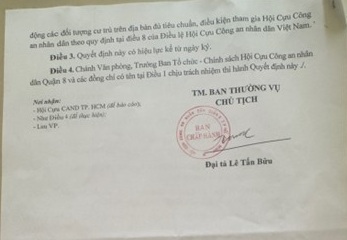 động các đối tượng cư trú trên địa bàn đủ tiêu chuẩn, điều kiện tham gia Hội Cựu Công
an nhân dân theo quy định tại điều 8 của Điều lệ Hội Cựu Công an nhân dân Việt Nam.
Điều 3. Quyết định này có hiệu lực kể từ ngày ký.
Điều 4. Chánh Văn phòng, Trưởng Ban Tổ chức - Chính sách Hội Cựu Công an nhân
dân Quận 8 và các đồng chí có tên tại Điều 1 chịu trách nhiệm thi hành Quyết định này ./.
Nơi nhận:
- Hội Cựu CAND TP. HCM (để báo cáo);
- Như Điều 4 (để thực hiện);
- Lưu VP.
TM. BAN THƯỜNG VỤ
CHỦ TỊCH
BAN
CHẤP HÀNH
Đại tá Lê Tấn Bửu